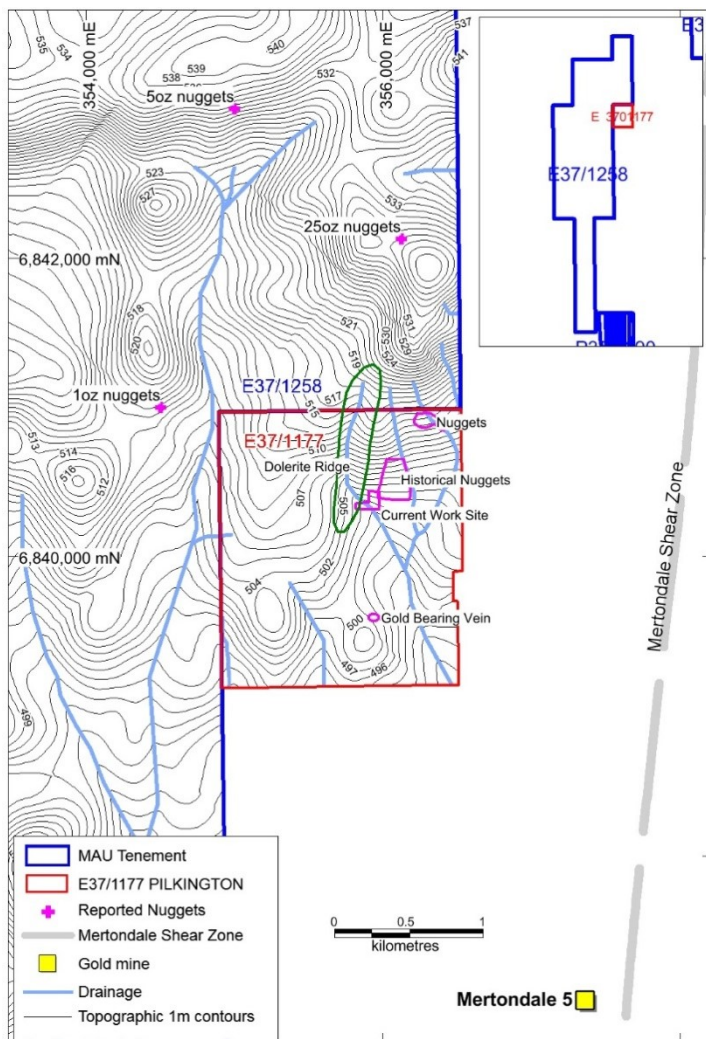 354,000 mE
356,000 mE
535
534
540
539
538
537
541
532
5oz nuggets
523
527
533
25oz nuggets
6,842,000 mN
518
520
521
531
530
529
524
519
517
515
E37/1258
1oz nuggets
513
514
516
512
E37/1177
510
Nuggets
Dolerite Ridge
Historical Nuggets
507
505
Current Work Site
6,840,000 mN
502
504
500
Gold Bearing Vein
497
496
499
E 3701177
E37/1258
Mertondale Shear Zone
MAU Tenement
E37/1177 PILKINGTON
Reported Nuggets
Mertondale Shear Zone
Gold mine
Drainage
Topographic 1m contours
0 0.5 1
kilometres
Mertondale 5